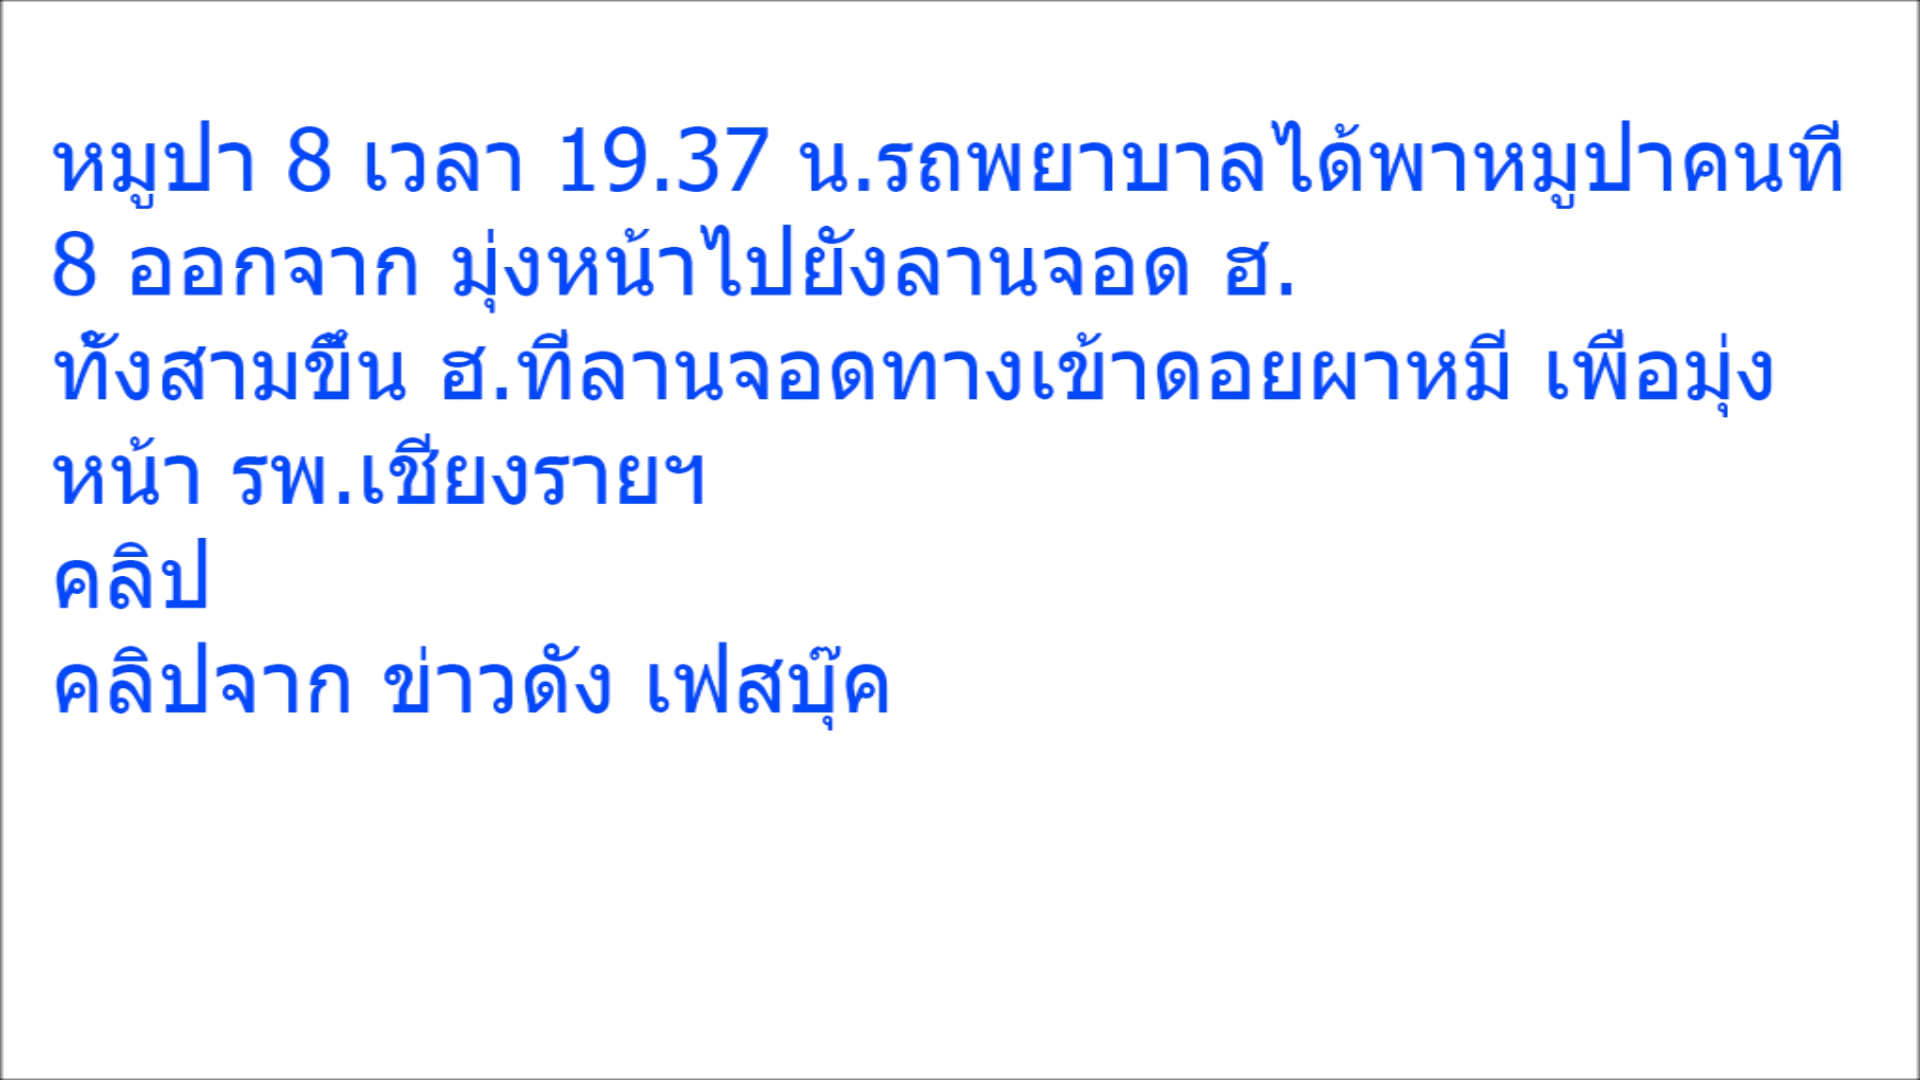 หมูปา 8 เวลา 19.37 น.รถพยาบาลได้พาหมูปาคนที
8 ออกจาก มุ่งหน้าไปยังลานจอด ฮ.
ทั้งสามขึ้น ฮ.ทีลานจอดทางเข้าดอยผาหมี เพือมุ่ง
หน้า รพ.เชียงรายฯ
คลิป
คลิปจาก ข่าวดัง เฟสบุ๊ค